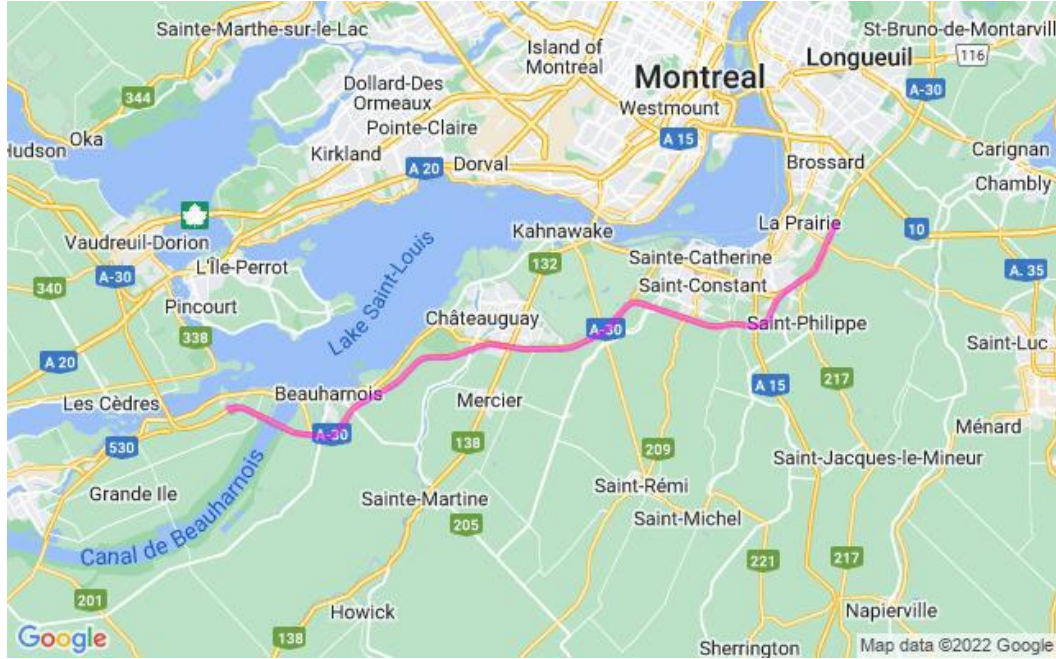 Sainte-Marthe-sur-le-Lac
St-Bruno-de-Montarvill
Island of
Montreal
Longueuil
116
Dollard-Des
Ormeaux
Montreal
A-30
344
Westmount
Pointe-Claire
Oka
Hudson
Kirkland
A 20
Dorval
A 15
Brossard
Carignan
Chambly
Vaudreuil-Dorion
Kahnawake
La Prairie
10
A-30
L'Île-Perrot
132
Sainte-Catherine
A. 35
340
Pincourt
Lake Saint-Louis
Saint-Constant
338
Châteauguay
A-30
Saint-Philippe
Saint-Luc
A 20
Les Cèdres
Beauharnois
Mercier
A 15
217
530
A-30
138
209
Ménard
Saint-Jacques-le-Mineur
Grande Ile
Sainte-Martine
Saint-Rémi
Canal de Beauharnois
205
Saint-Michel
221
217
201
Howick
Napierville
138
Sherrington
Google
Map data ©2022 Google